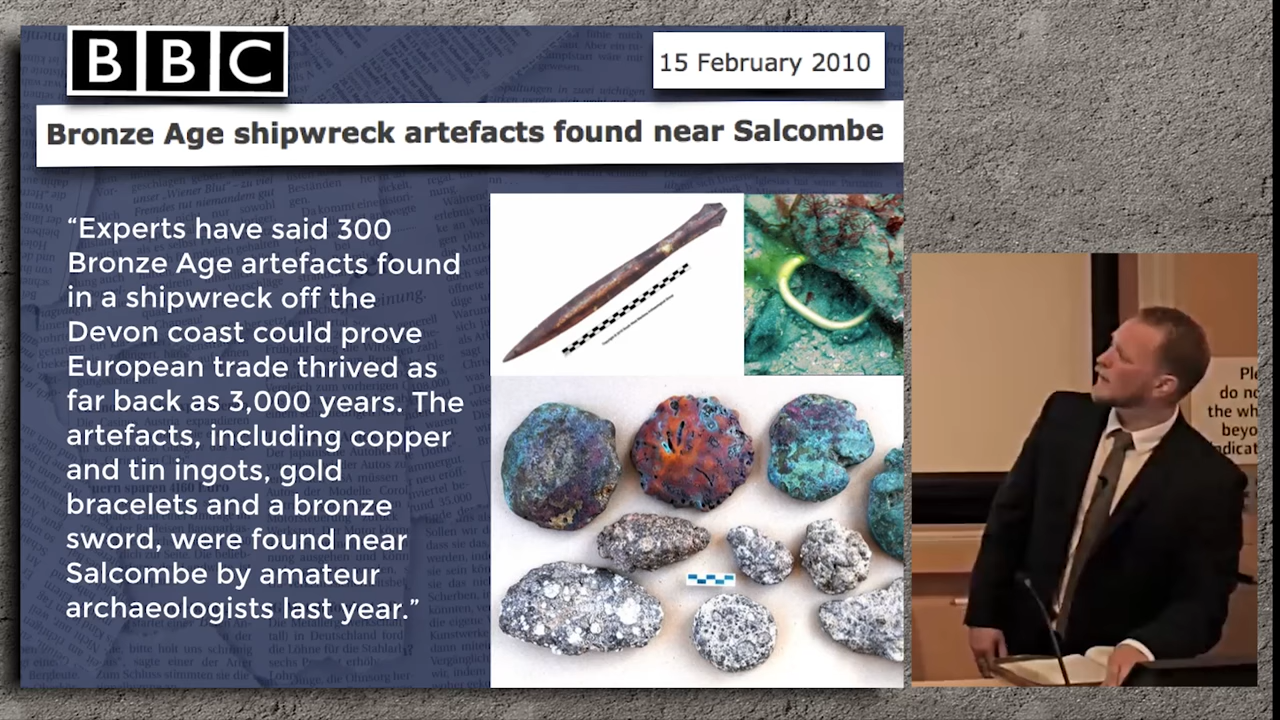 BBC
15 February 2010
Bronze Age shipwreck artefacts found near Salcombe
“Experts have said 300
Bronze Age artefacts found
in a shipwreck off the
Devon coast could prove
European trade thrived as
far back as 3,000 years. The
artefacts, including copper
and tin ingots, gold
bracelets and a bronze
sword, were found near
Salcombe by amateur
archaeologists last year.”
do
the